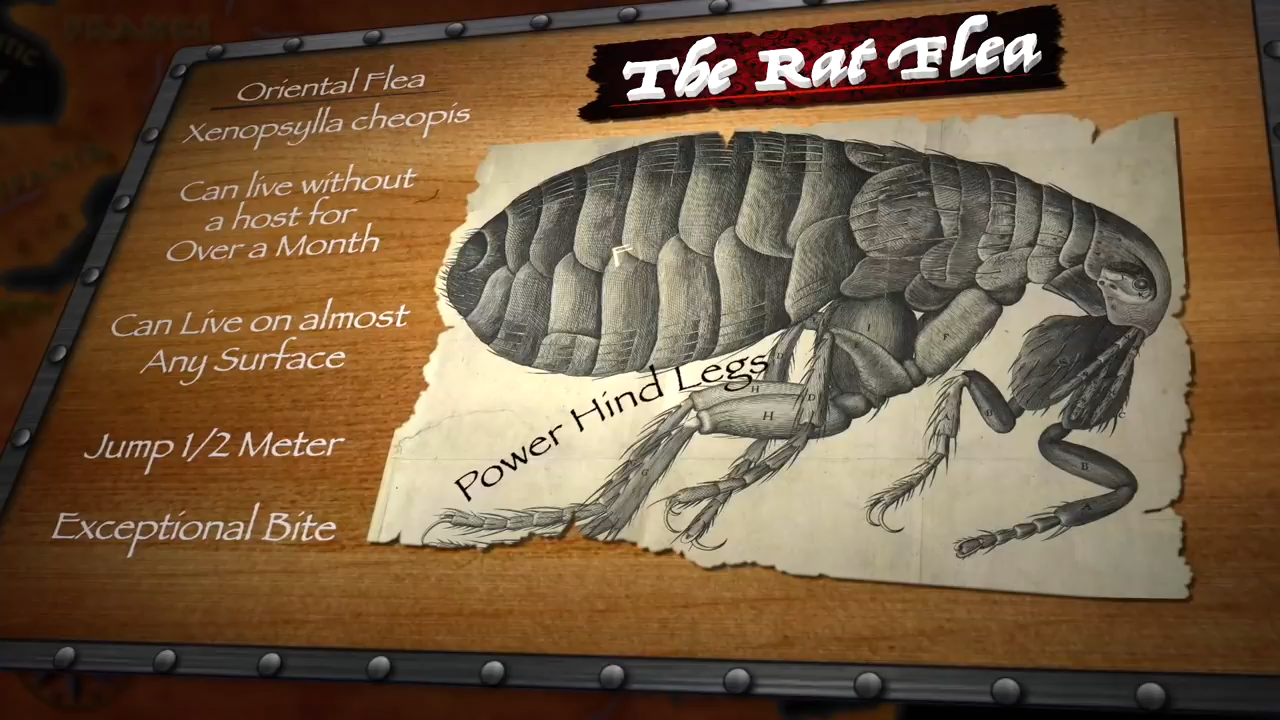 The Rat Flea
Oriental Flea
Xenopsylla cheopis
Can live without
a host for
Over a Month
Can Live on almost
Any Surface
Jump 1/2 Meter
Exceptional Bite
Power Hind Legs
H
H
D
I
F
G
B
B
A
C